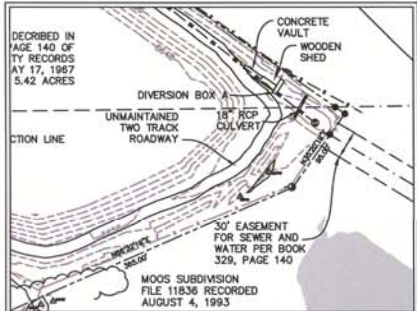 CONCRETE
VAULT
WOODEN
SHED
DECRIBED IN
AGE 140 OF
TY RECORDS
AY 17, 1967
5.42 ACRES
DIVERSION BOX A
UNMAINTAINED
TWO TRACK
ROADWAY
18" RCP
CULVERT
CTION LINE
30' EASEMENT
FOR SEWER AND
WATER PER BOOK
329, PAGE 140
MOOS SUBDIVISION
FILE 11836 RECORDED
AUGUST 4, 1993